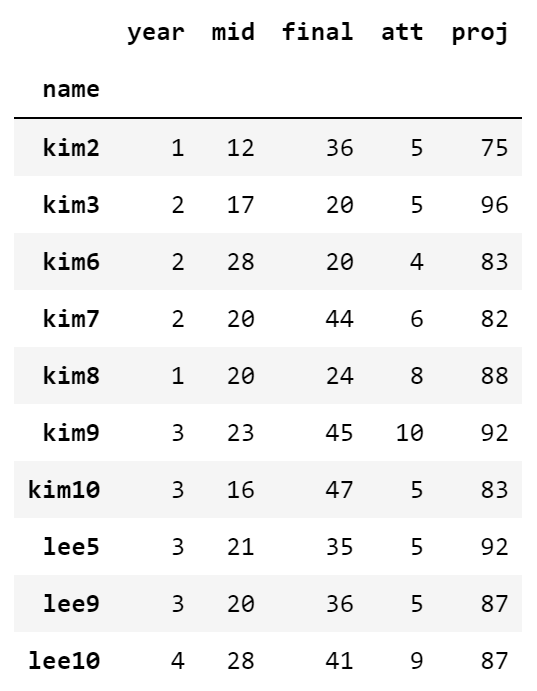 year mid final att proj
name
kim2 1 12 36 5 75
kim3 2 17 20 5 96
kim6 2 28 20 4 83
kim7 2 20 44 6 82
kim8 1 20 24 8 88
kim9 3 23 45 10 92
kim10 3 16 47 5 83
lee5 3 21 35 5 92
lee9 3 20 36 5 87
lee10 4 28 41 9 87